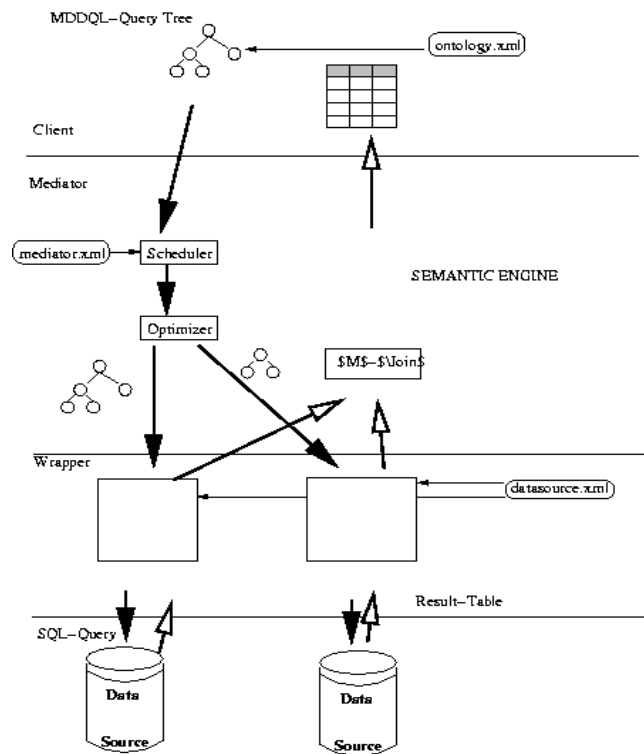 MDDQL-Query Tree
ontology.xml
Client
Mediator
mediator.xml
Scheduler
SEMANTIC ENGINE
Optimizer
$M$-$\Join$
Wrapper
datasource.xml
Result-Table
SQL-Query
Data
Source
Data
Source